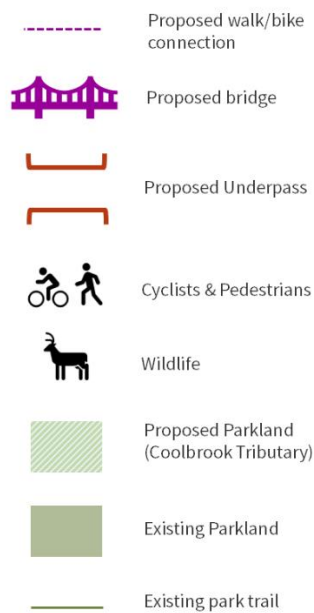 Proposed walk/bike
connection
Proposed bridge
Proposed Underpass
Cyclists & Pedestrians
Wildlife
Proposed Parkland
(Coolbrook Tributary)
Existing Parkland
Existing park trail